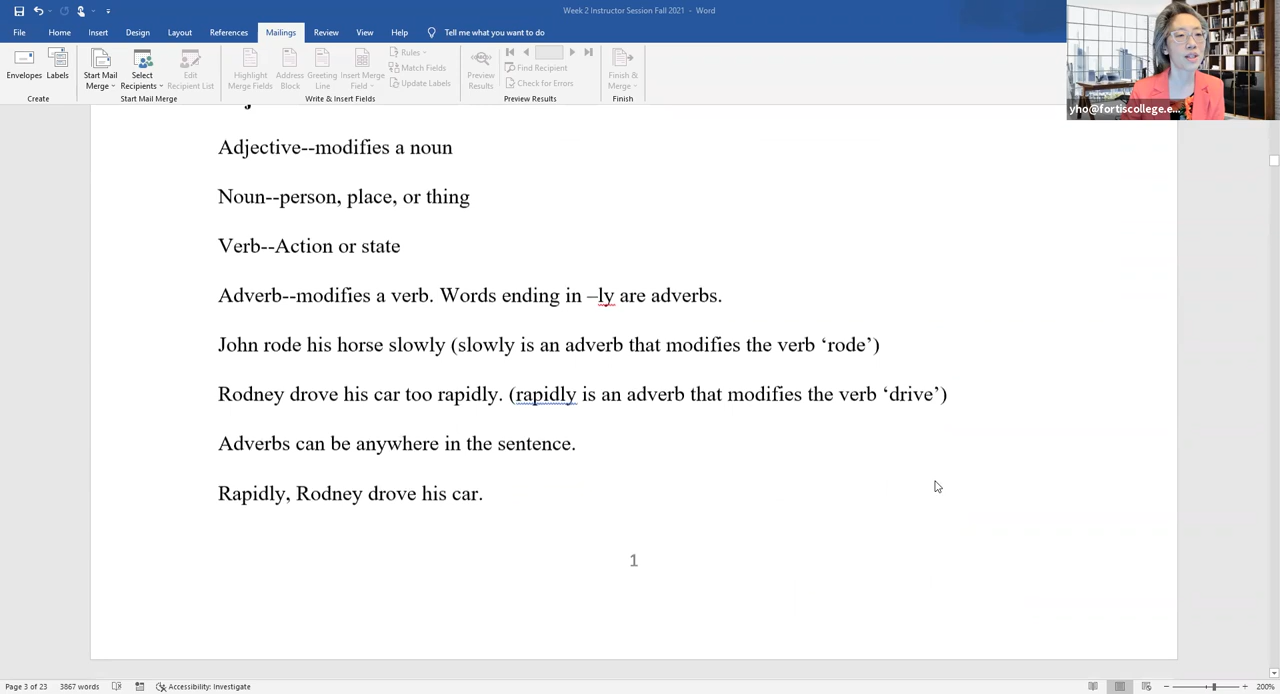 Week 2 Instructor Session Fall 2021 - Word
File Home Insert Design Layout References Mailings Review View Help Tell me what you want to do
Envelopes Labels
Create
Start Mail Merge
Select Recipients
Edit Recipient List
Start Mail Merge
Highlight Merge Fields
Address Block
Greeting Line
Insert Merge Field
Rules
Match Fields
Update Labels
Write & Insert Fields
Preview Results
Find Recipient
Check for Errors
Preview Results
Finish & Merge
Finish
yho@fortiscollege.e...
Adjective--modifies a noun
Noun--person, place, or thing
Verb--Action or state
Adverb--modifies a verb. Words ending in –ly are adverbs.
John rode his horse slowly (slowly is an adverb that modifies the verb ‘rode’)
Rodney drove his car too rapidly. (rapidly is an adverb that modifies the verb ‘drive’)
Adverbs can be anywhere in the sentence.
Rapidly, Rodney drove his car.
1
Page 3 of 23 3867 words Accessibility: Investigate
200%